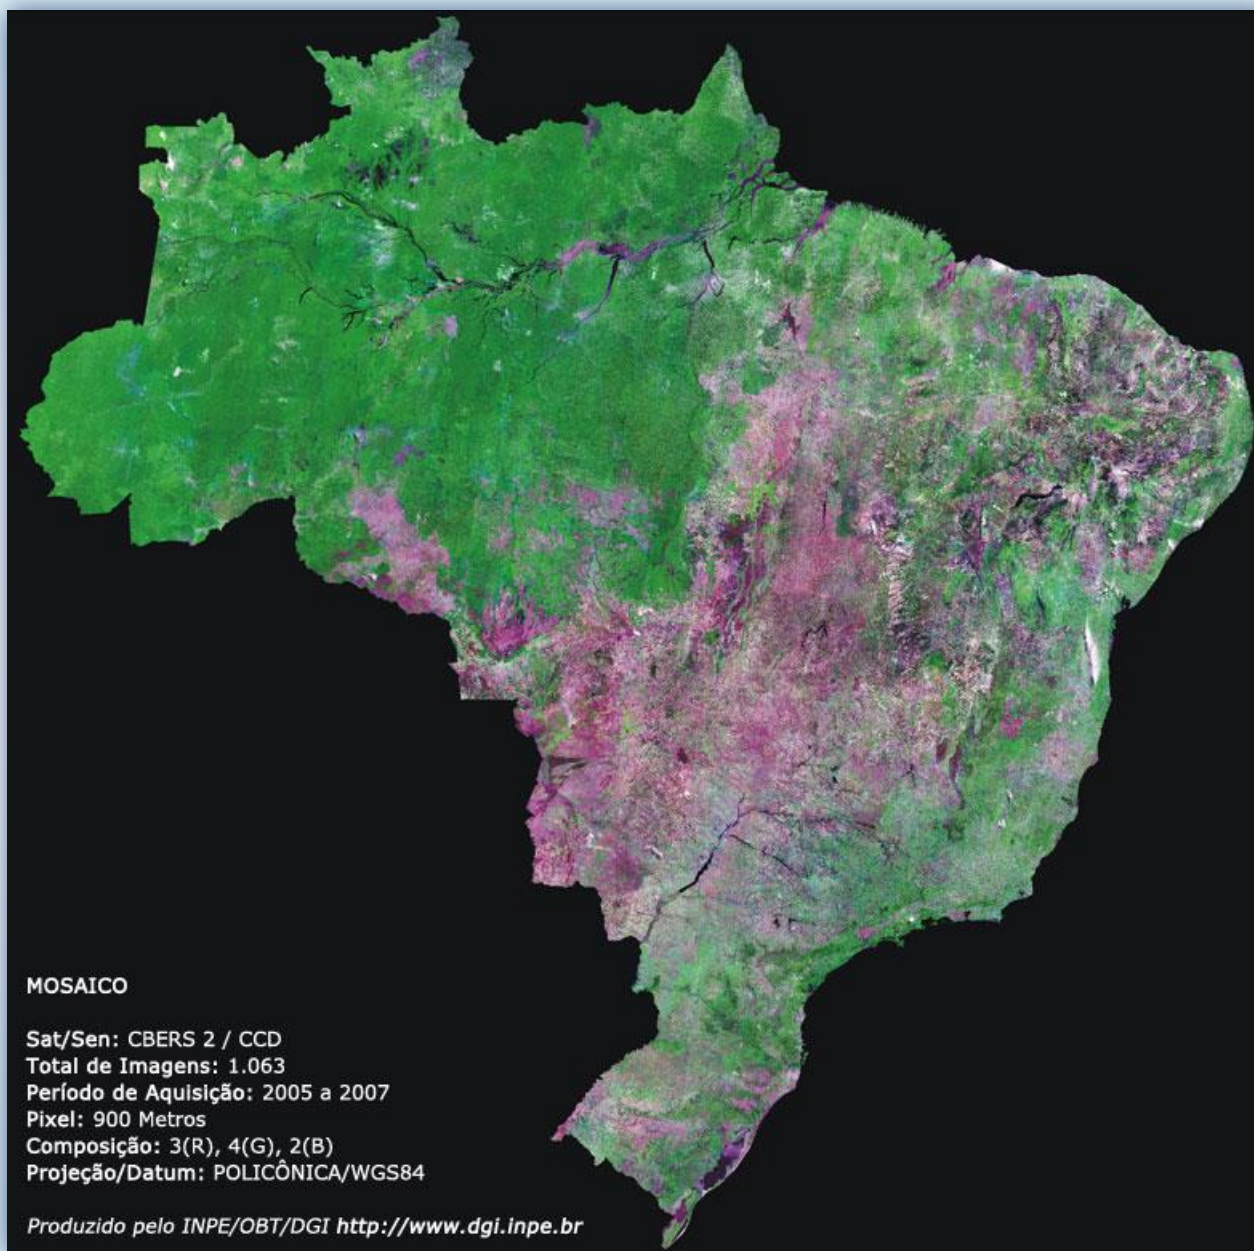 MOSAICO
Sat/Sen: CBERS 2 / CCD
Total de Imagens: 1.063
Período de Aquisição: 2005 a 2007
Pixel: 900 Metros
Composição: 3(R), 4(G), 2(B)
Projeção/Datum: POLICÔNICA/WGS84
Produzido pelo INPE/OBT/DGI http://www.dgi.inpe.br